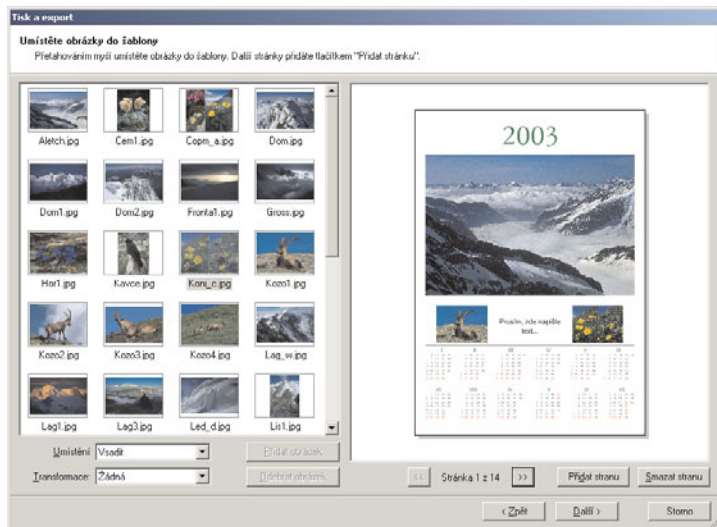 Tisk a export
Umístěte obrázky do šablony
Přetahováním myší umístěte obrázky do šablony. Další stránky přidáte tlačítkem "Přidat stránku".
Aletch.jpg Cem1.jpg Copm_a.jpg Dom.jpg
Dom1.jpg Dom2.jpg Fronta1.jpg Gross.jpg
Hor1.jpg Kavce.jpg Konj_c.jpg Kozo1.jpg
Kozo2.jpg Kozo3.jpg Kozo4.jpg Lag_w.jpg
Lag1.jpg Lag3.jpg Led_d.jpg Lis1.jpg
Umístění Vsadit Přidat obrázek
Transformace: Žádná Odebrat obrázek
2003
Prosím, zde napište
text...
<< Stránka 1 z 14 >> Přidat stranu Smazat stranu
< Zpět Další > Storno